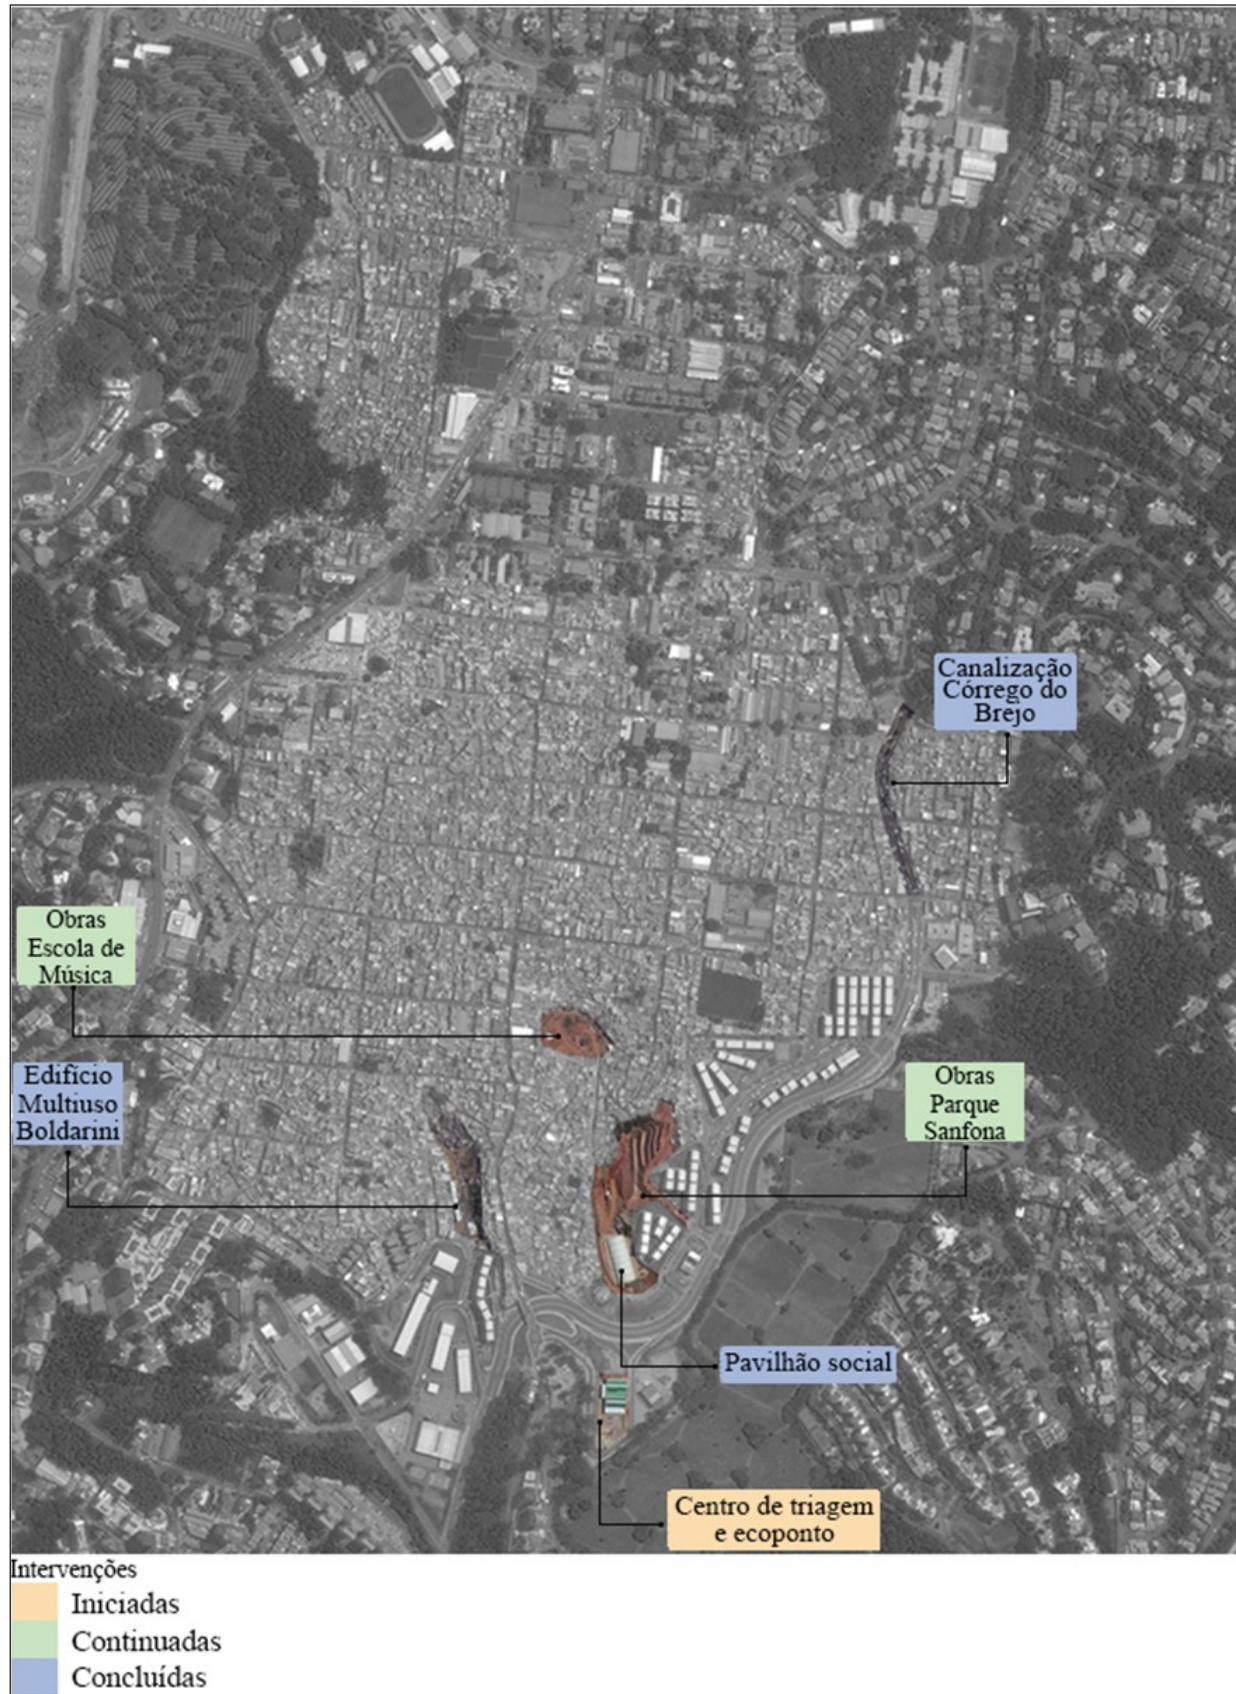 Canalização
Córrego do
Brejo
Obras
Escola de
Música
Edifício
Multiuso
Boldarini
Obras
Parque
Sanfona
Pavilhão social
Centro de triagem
e ecoponto
Intervenções
Iniciadas
Continuadas
Concluídas